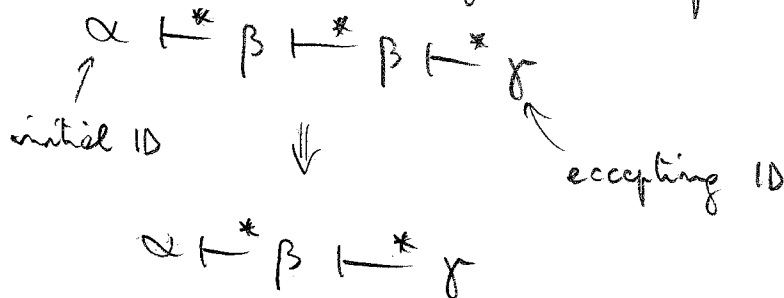 α ⊢* β ⊢* β ⊢* γ
initial ID
⇓
accepting ID
α ⊢* β ⊢* γ